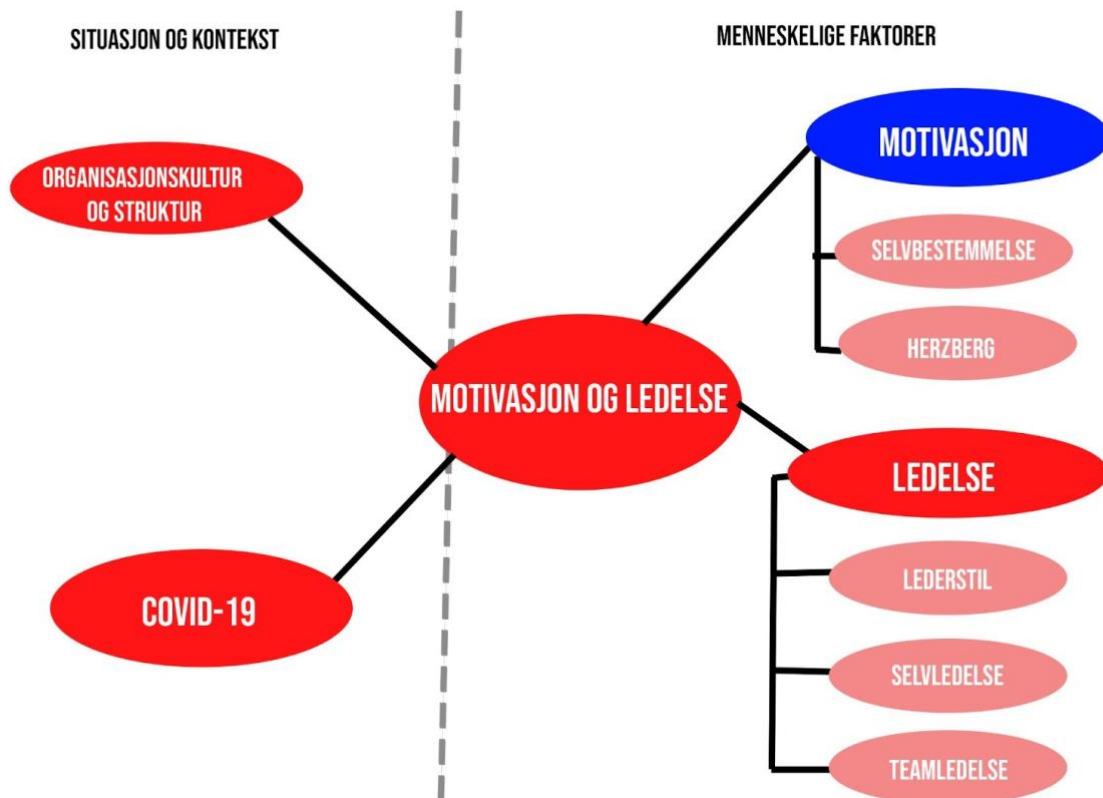 SITUASJON OG KONTEKST
MENNESKELIGE FAKTORER
ORGANISASJONSKULTUR
OG STRUKTUR
COVID-19
MOTIVASJON OG LEDELSE
MOTIVASJON
SELVBESTEMMELSE
HERZBERG
LEDELSE
LEDERSTIL
SELVLEDELSE
TEAMLEDELSE